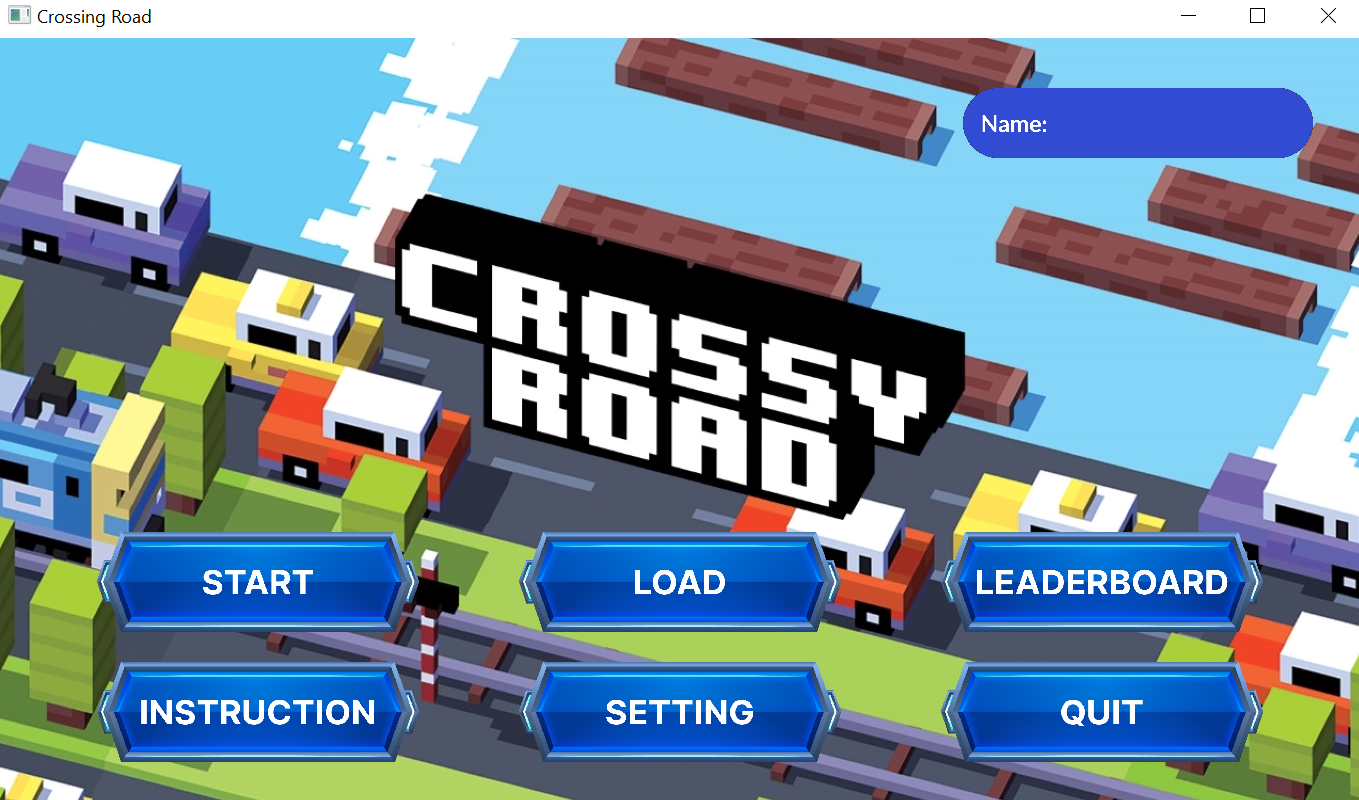 Crossing Road
Name:
CROSSY
ROAD
START
LOAD
LEADERBOARD
INSTRUCTION
SETTING
QUIT